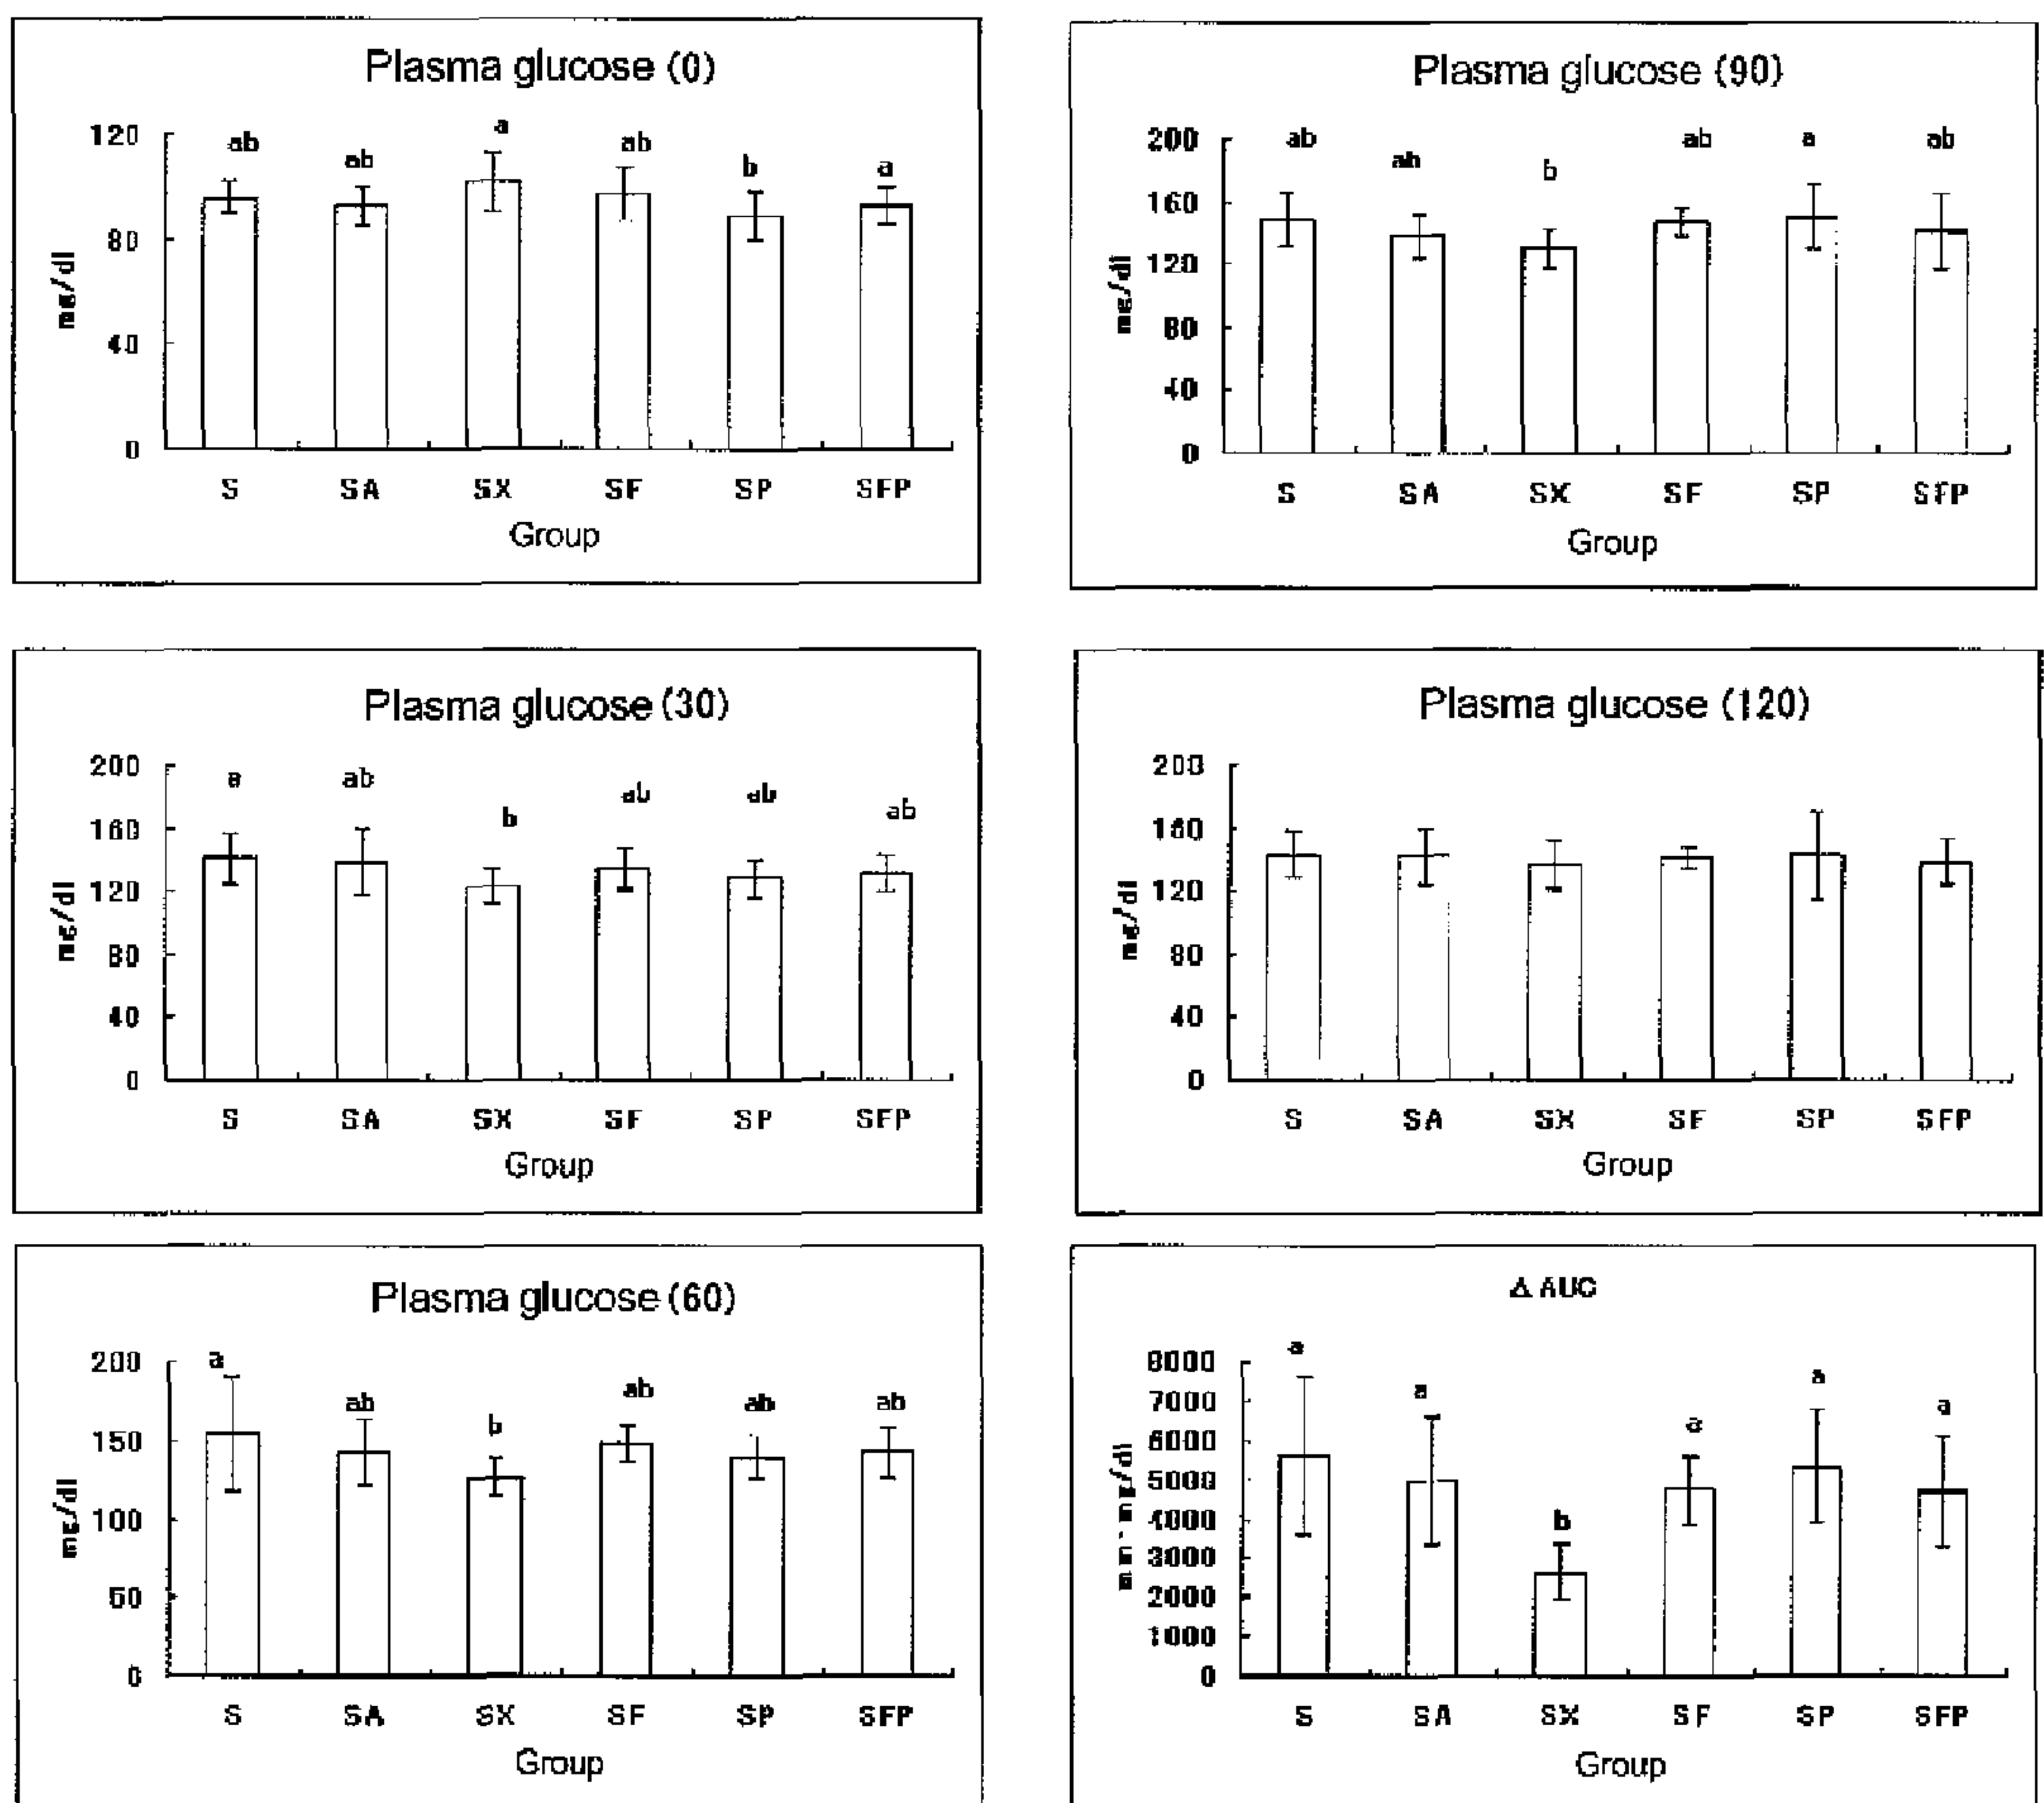 Plasma glucose (0)
a
ab
ab
ab
b
a
120
80
40
0
mg/dl
S SA SX SF SP SFP
Group
Plasma glucose (90)
ab
ab
b
ab
a
ab
200
160
120
80
40
0
mg/dl
S SA SX SF SP SFP
Group
Plasma glucose (30)
a
ab
b
ab
ab
ab
200
160
120
80
40
0
mg/dl
S SA SX SF SP SFP
Group
Plasma glucose (120)
200
160
120
80
40
0
mg/dl
S SA SX SF SP SFP
Group
Plasma glucose (60)
a
ab
b
ab
ab
ab
200
150
100
50
0
mg/dl
S SA SX SF SP SFP
Group
Δ AUC
a
a
b
a
a
a
8000
7000
6000
5000
4000
3000
2000
1000
0
S SA SX SF SP SFP
Group